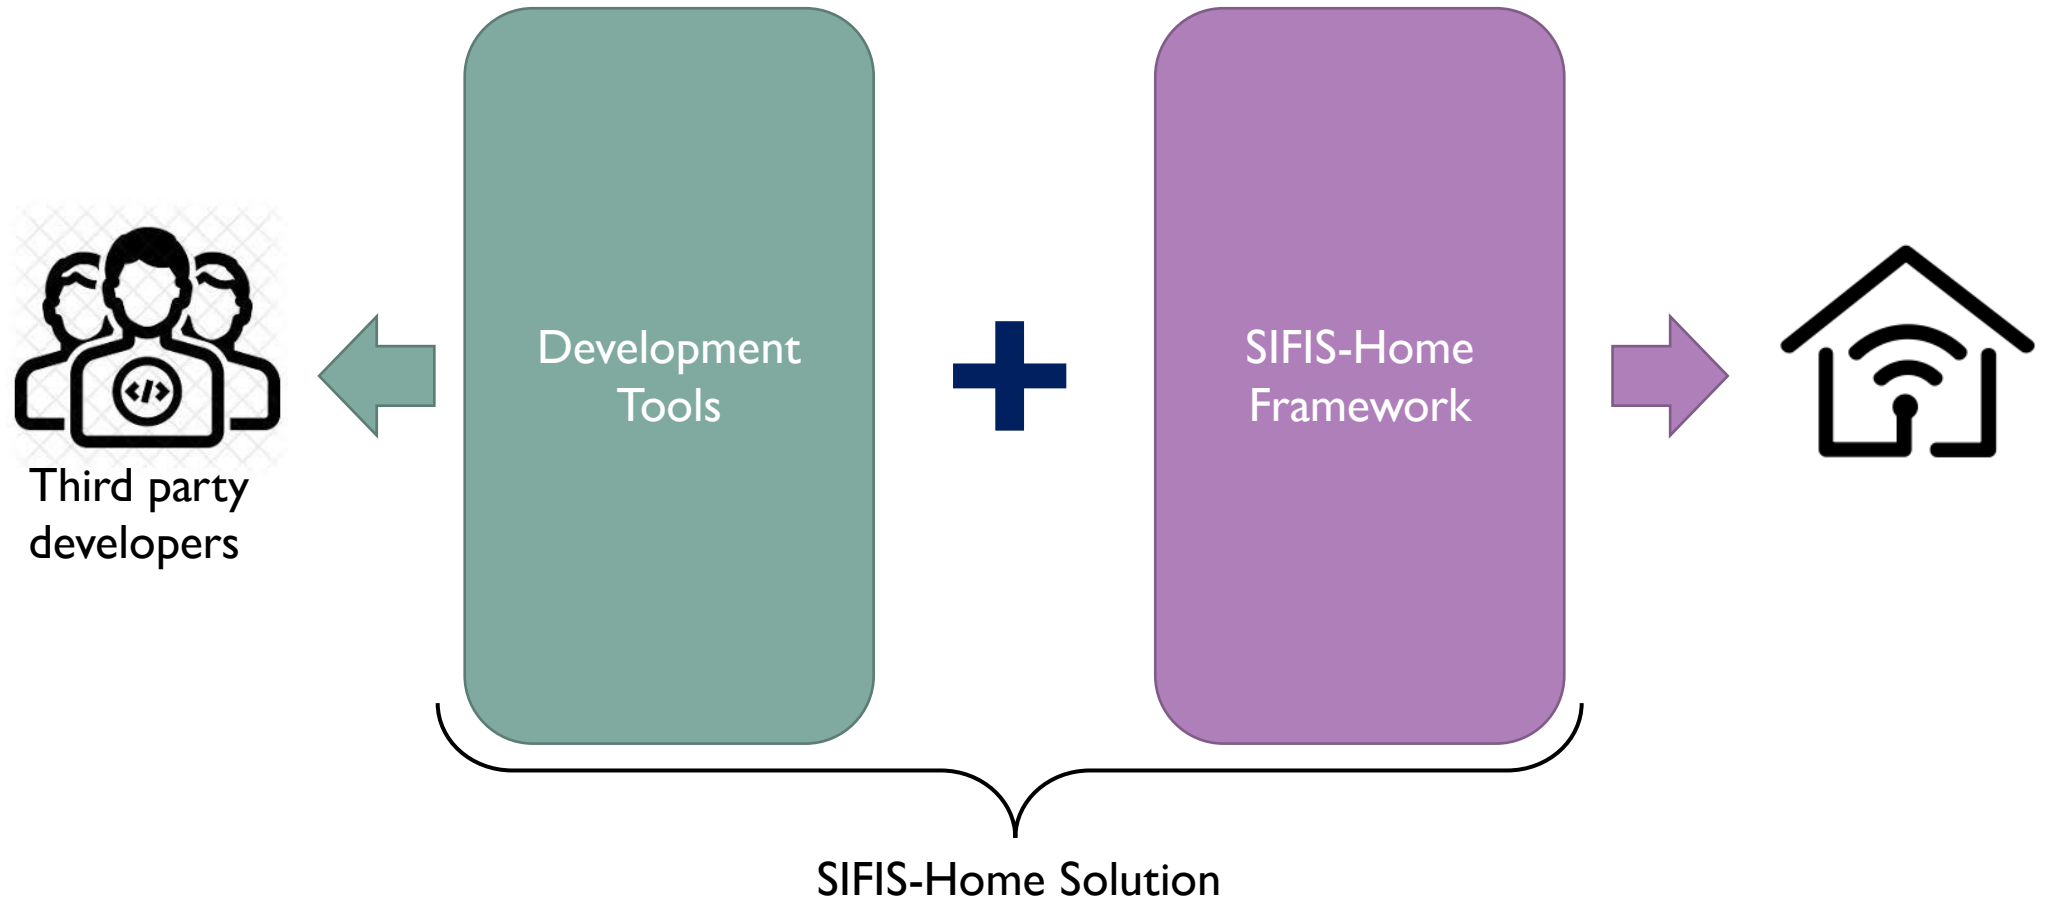 Development
Tools
SIFIS-Home
Framework
</>
Third party
developers
SIFIS-Home Solution